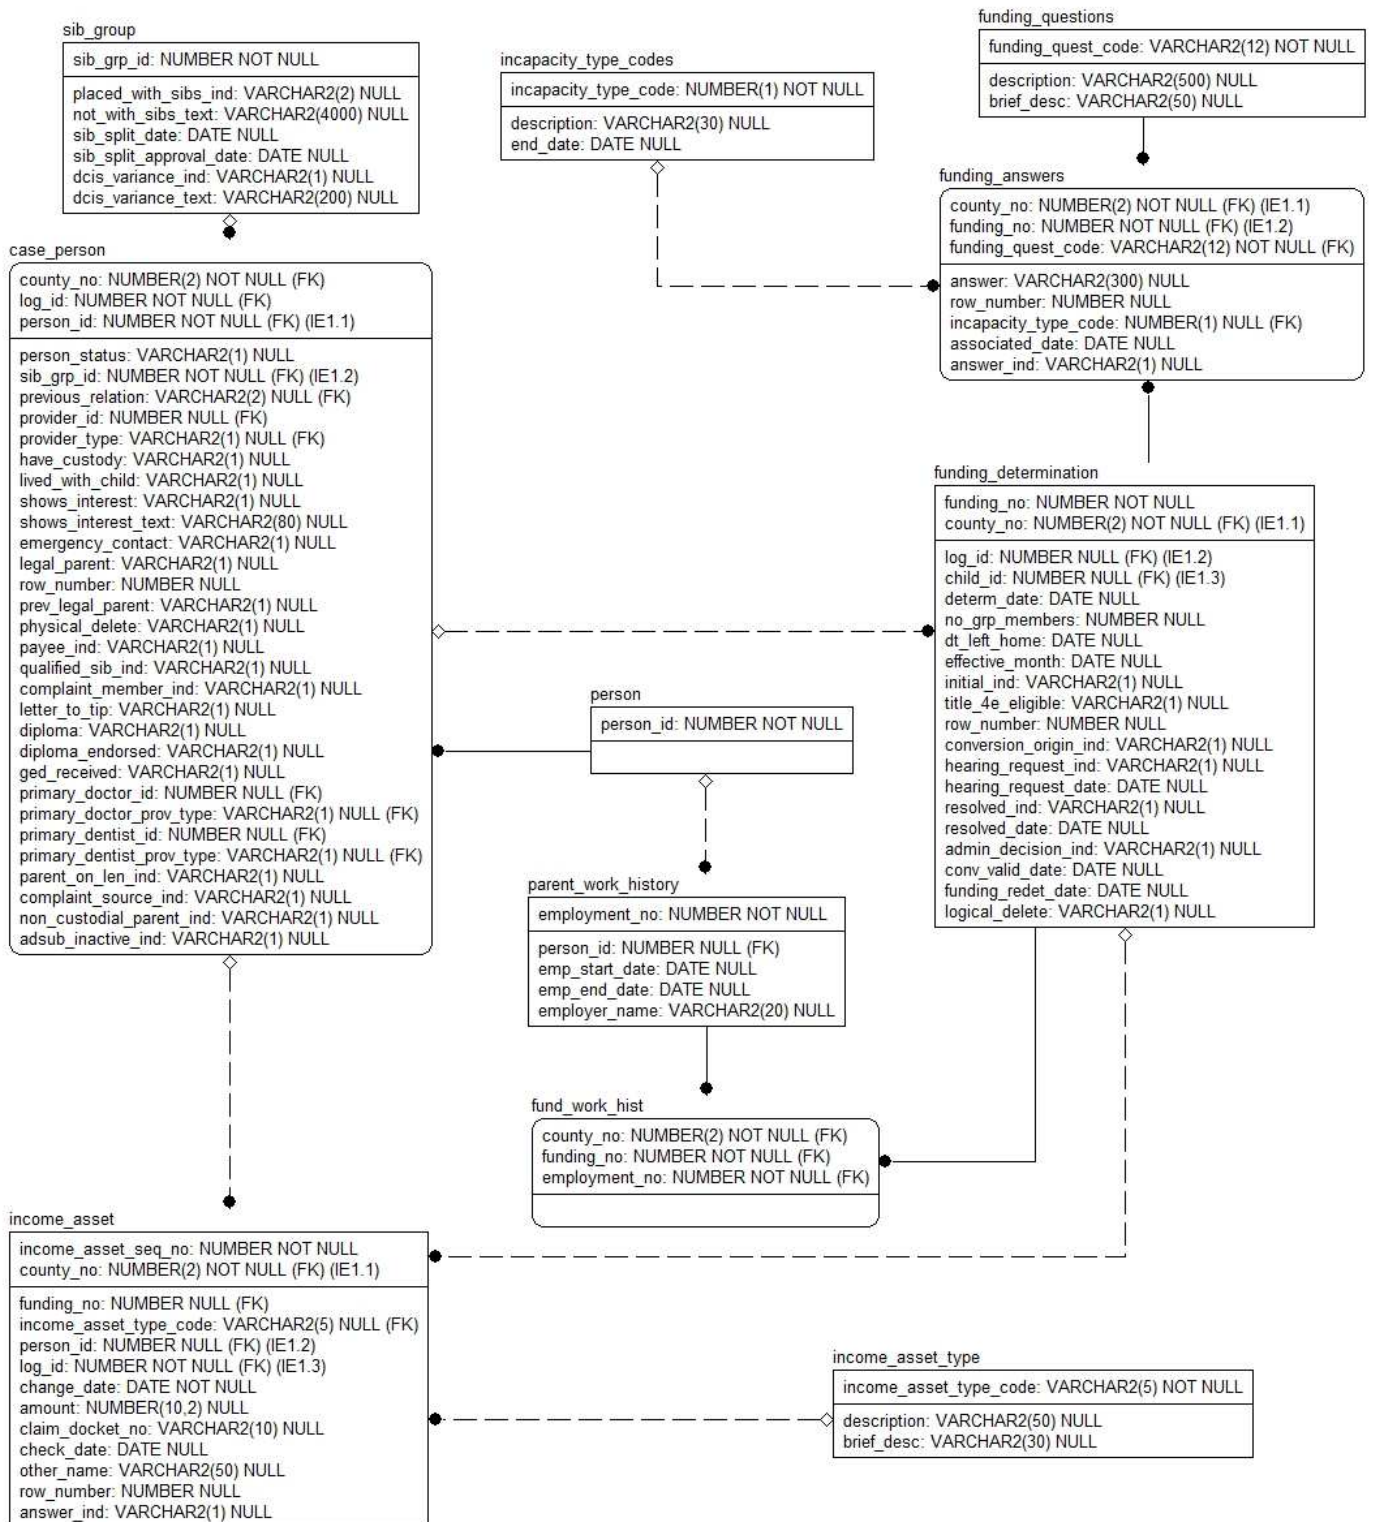 sib_group
sib_grp_id: NUMBER NOT NULL
placed_with_sibs_ind: VARCHAR2(2) NULL
not_with_sibs_text: VARCHAR2(4000) NULL
sib_split_date: DATE NULL
sib_split_approval_date: DATE NULL
dcis_variance_ind: VARCHAR2(1) NULL
dcis_variance_text: VARCHAR2(200) NULL
incapacity_type_codes
incapacity_type_code: NUMBER(1) NOT NULL
description: VARCHAR2(30) NULL
end_date: DATE NULL
funding_questions
funding_quest_code: VARCHAR2(12) NOT NULL
description: VARCHAR2(500) NULL
brief_desc: VARCHAR2(50) NULL
funding_answers
county_no: NUMBER(2) NOT NULL (FK) (IE1.1)
funding_no: NUMBER NOT NULL (FK) (IE1.2)
funding_quest_code: VARCHAR2(12) NOT NULL (FK)
answer: VARCHAR2(300) NULL
row_number: NUMBER NULL
incapacity_type_code: NUMBER(1) NULL (FK)
associated_date: DATE NULL
answer_ind: VARCHAR2(1) NULL
case_person
county_no: NUMBER(2) NOT NULL (FK)
log_id: NUMBER NOT NULL (FK)
person_id: NUMBER NOT NULL (FK) (IE1.1)
person_status: VARCHAR2(1) NULL
sib_grp_id: NUMBER NOT NULL (FK) (IE1.2)
previous_relation: VARCHAR2(2) NULL (FK)
provider_id: NUMBER NULL (FK)
provider_type: VARCHAR2(1) NULL (FK)
have_custody: VARCHAR2(1) NULL
lived_with_child: VARCHAR2(1) NULL
shows_interest: VARCHAR2(1) NULL
shows_interest_text: VARCHAR2(80) NULL
emergency_contact: VARCHAR2(1) NULL
legal_parent: VARCHAR2(1) NULL
row_number: NUMBER NULL
prev_legal_parent: VARCHAR2(1) NULL
physical_delete: VARCHAR2(1) NULL
payee_ind: VARCHAR2(1) NULL
qualified_sib_ind: VARCHAR2(1) NULL
complaint_member_ind: VARCHAR2(1) NULL
letter_to_tip: VARCHAR2(1) NULL
diploma: VARCHAR2(1) NULL
diploma_endorsed: VARCHAR2(1) NULL
ged_received: VARCHAR2(1) NULL
primary_doctor_id: NUMBER NULL (FK)
primary_doctor_prov_type: VARCHAR2(1) NULL (FK)
primary_dentist_id: NUMBER NULL (FK)
primary_dentist_prov_type: VARCHAR2(1) NULL (FK)
parent_on_len_ind: VARCHAR2(1) NULL
complaint_source_ind: VARCHAR2(1) NULL
non_custodial_parent_ind: VARCHAR2(1) NULL
adsub_inactive_ind: VARCHAR2(1) NULL
funding_determination
funding_no: NUMBER NOT NULL
county_no: NUMBER(2) NOT NULL (FK) (IE1.1)
log_id: NUMBER NULL (FK) (IE1.2)
child_id: NUMBER NULL (FK) (IE1.3)
determ_date: DATE NULL
no_grp_members: NUMBER NULL
dt_left_home: DATE NULL
effective_month: DATE NULL
initial_ind: VARCHAR2(1) NULL
title_4e_eligible: VARCHAR2(1) NULL
row_number: NUMBER NULL
conversion_origin_ind: VARCHAR2(1) NULL
hearing_request_ind: VARCHAR2(1) NULL
hearing_request_date: DATE NULL
resolved_ind: VARCHAR2(1) NULL
resolved_date: DATE NULL
admin_decision_ind: VARCHAR2(1) NULL
conv_valid_date: DATE NULL
funding_redet_date: DATE NULL
logical_delete: VARCHAR2(1) NULL
person
person_id: NUMBER NOT NULL
parent_work_history
employment_no: NUMBER NOT NULL
person_id: NUMBER NULL (FK)
emp_start_date: DATE NULL
emp_end_date: DATE NULL
employer_name: VARCHAR2(20) NULL
fund_work_hist
county_no: NUMBER(2) NOT NULL (FK)
funding_no: NUMBER NOT NULL (FK)
employment_no: NUMBER NOT NULL (FK)
income_asset
income_asset_seq_no: NUMBER NOT NULL
county_no: NUMBER(2) NOT NULL (FK) (IE1.1)
funding_no: NUMBER NULL (FK)
income_asset_type_code: VARCHAR2(5) NULL (FK)
person_id: NUMBER NULL (FK) (IE1.2)
log_id: NUMBER NOT NULL (FK) (IE1.3)
change_date: DATE NOT NULL
amount: NUMBER(10,2) NULL
claim_docket_no: VARCHAR2(10) NULL
check_date: DATE NULL
other_name: VARCHAR2(50) NULL
row_number: NUMBER NULL
answer_ind: VARCHAR2(1) NULL
income_asset_type
income_asset_type_code: VARCHAR2(5) NOT NULL
description: VARCHAR2(50) NULL
brief_desc: VARCHAR2(30) NULL